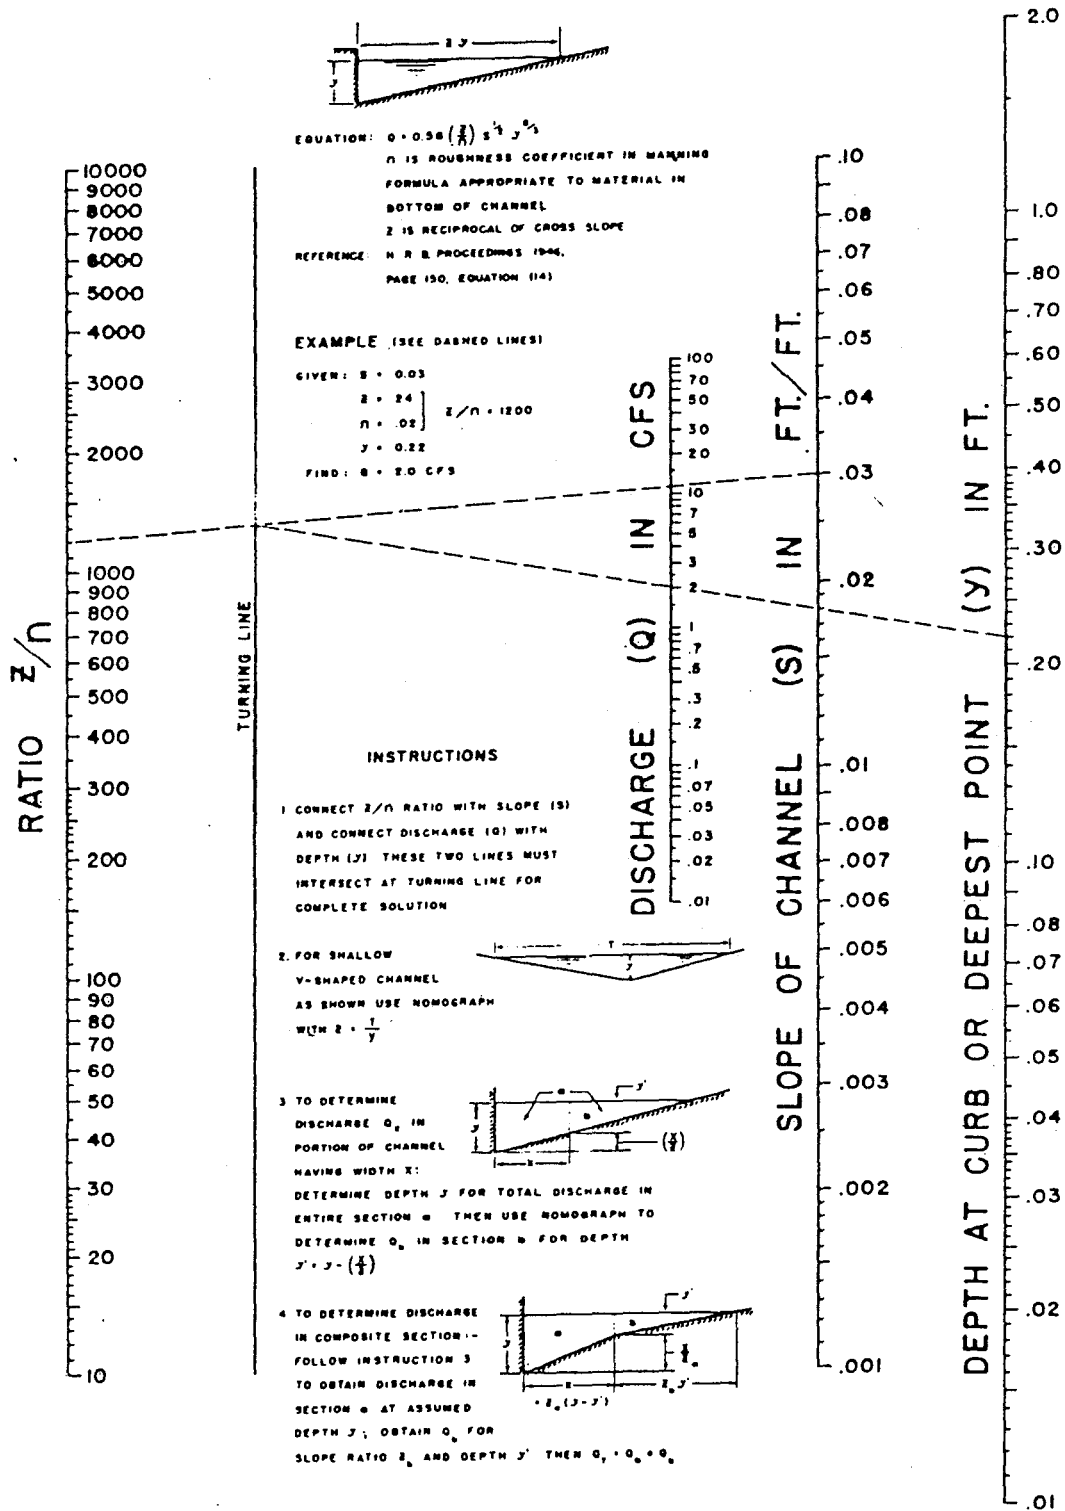 z y
y
EQUATION: Q = 0.56 (Z/n) S^1/2 y^8/3
n IS ROUGHNESS COEFFICIENT IN MANNING
FORMULA APPROPRIATE TO MATERIAL IN
BOTTOM OF CHANNEL
Z IS RECIPROCAL OF CROSS SLOPE
REFERENCE: H. R. B. PROCEEDINGS 1946,
PAGE 150, EQUATION (14)
EXAMPLE (SEE DASHED LINES)
GIVEN: S = 0.03
Z = 24
n = .02
Z/n = 1200
y = 0.22
FIND: Q = 2.0 CFS
RATIO Z/n
10000
9000
8000
7000
6000
5000
4000
3000
2000
1000
900
800
700
600
500
400
300
200
100
90
80
70
60
50
40
30
20
10
TURNING LINE
INSTRUCTIONS
1 CONNECT Z/n RATIO WITH SLOPE (S)
AND CONNECT DISCHARGE (Q) WITH
DEPTH (y) THESE TWO LINES MUST
INTERSECT AT TURNING LINE FOR
COMPLETE SOLUTION
2. FOR SHALLOW
V-SHAPED CHANNEL
AS SHOWN USE NOMOGRAPH
WITH Z = T/y
T
y
3 TO DETERMINE
DISCHARGE Qx IN
PORTION OF CHANNEL
HAVING WIDTH X:
DETERMINE DEPTH y FOR TOTAL DISCHARGE IN
ENTIRE SECTION a THEN USE NOMOGRAPH TO
DETERMINE Qb IN SECTION b FOR DEPTH
y' = y - (X/Z)
a
b
y'
y
x
(X/Z)
4 TO DETERMINE DISCHARGE
IN COMPOSITE SECTION:-
FOLLOW INSTRUCTION 3
TO OBTAIN DISCHARGE IN
SECTION a AT ASSUMED
DEPTH y; OBTAIN Qb FOR
SLOPE RATIO Zb AND DEPTH y' THEN QT = Qa + Qb
a
b
y'
y
x
Zb y'
X/Za
= Za (y-y')
DISCHARGE (Q) IN CFS
100
70
50
30
20
10
7
5
3
2
1
.7
.5
.3
.2
.1
.07
.05
.03
.02
.01
SLOPE OF CHANNEL (S) IN FT./FT.
.10
.08
.07
.06
.05
.04
.03
.02
.01
.008
.007
.006
.005
.004
.003
.002
.001
DEPTH AT CURB OR DEEPEST POINT (y) IN FT.
2.0
1.0
.80
.70
.60
.50
.40
.30
.20
.10
.08
.07
.06
.05
.04
.03
.02
.01